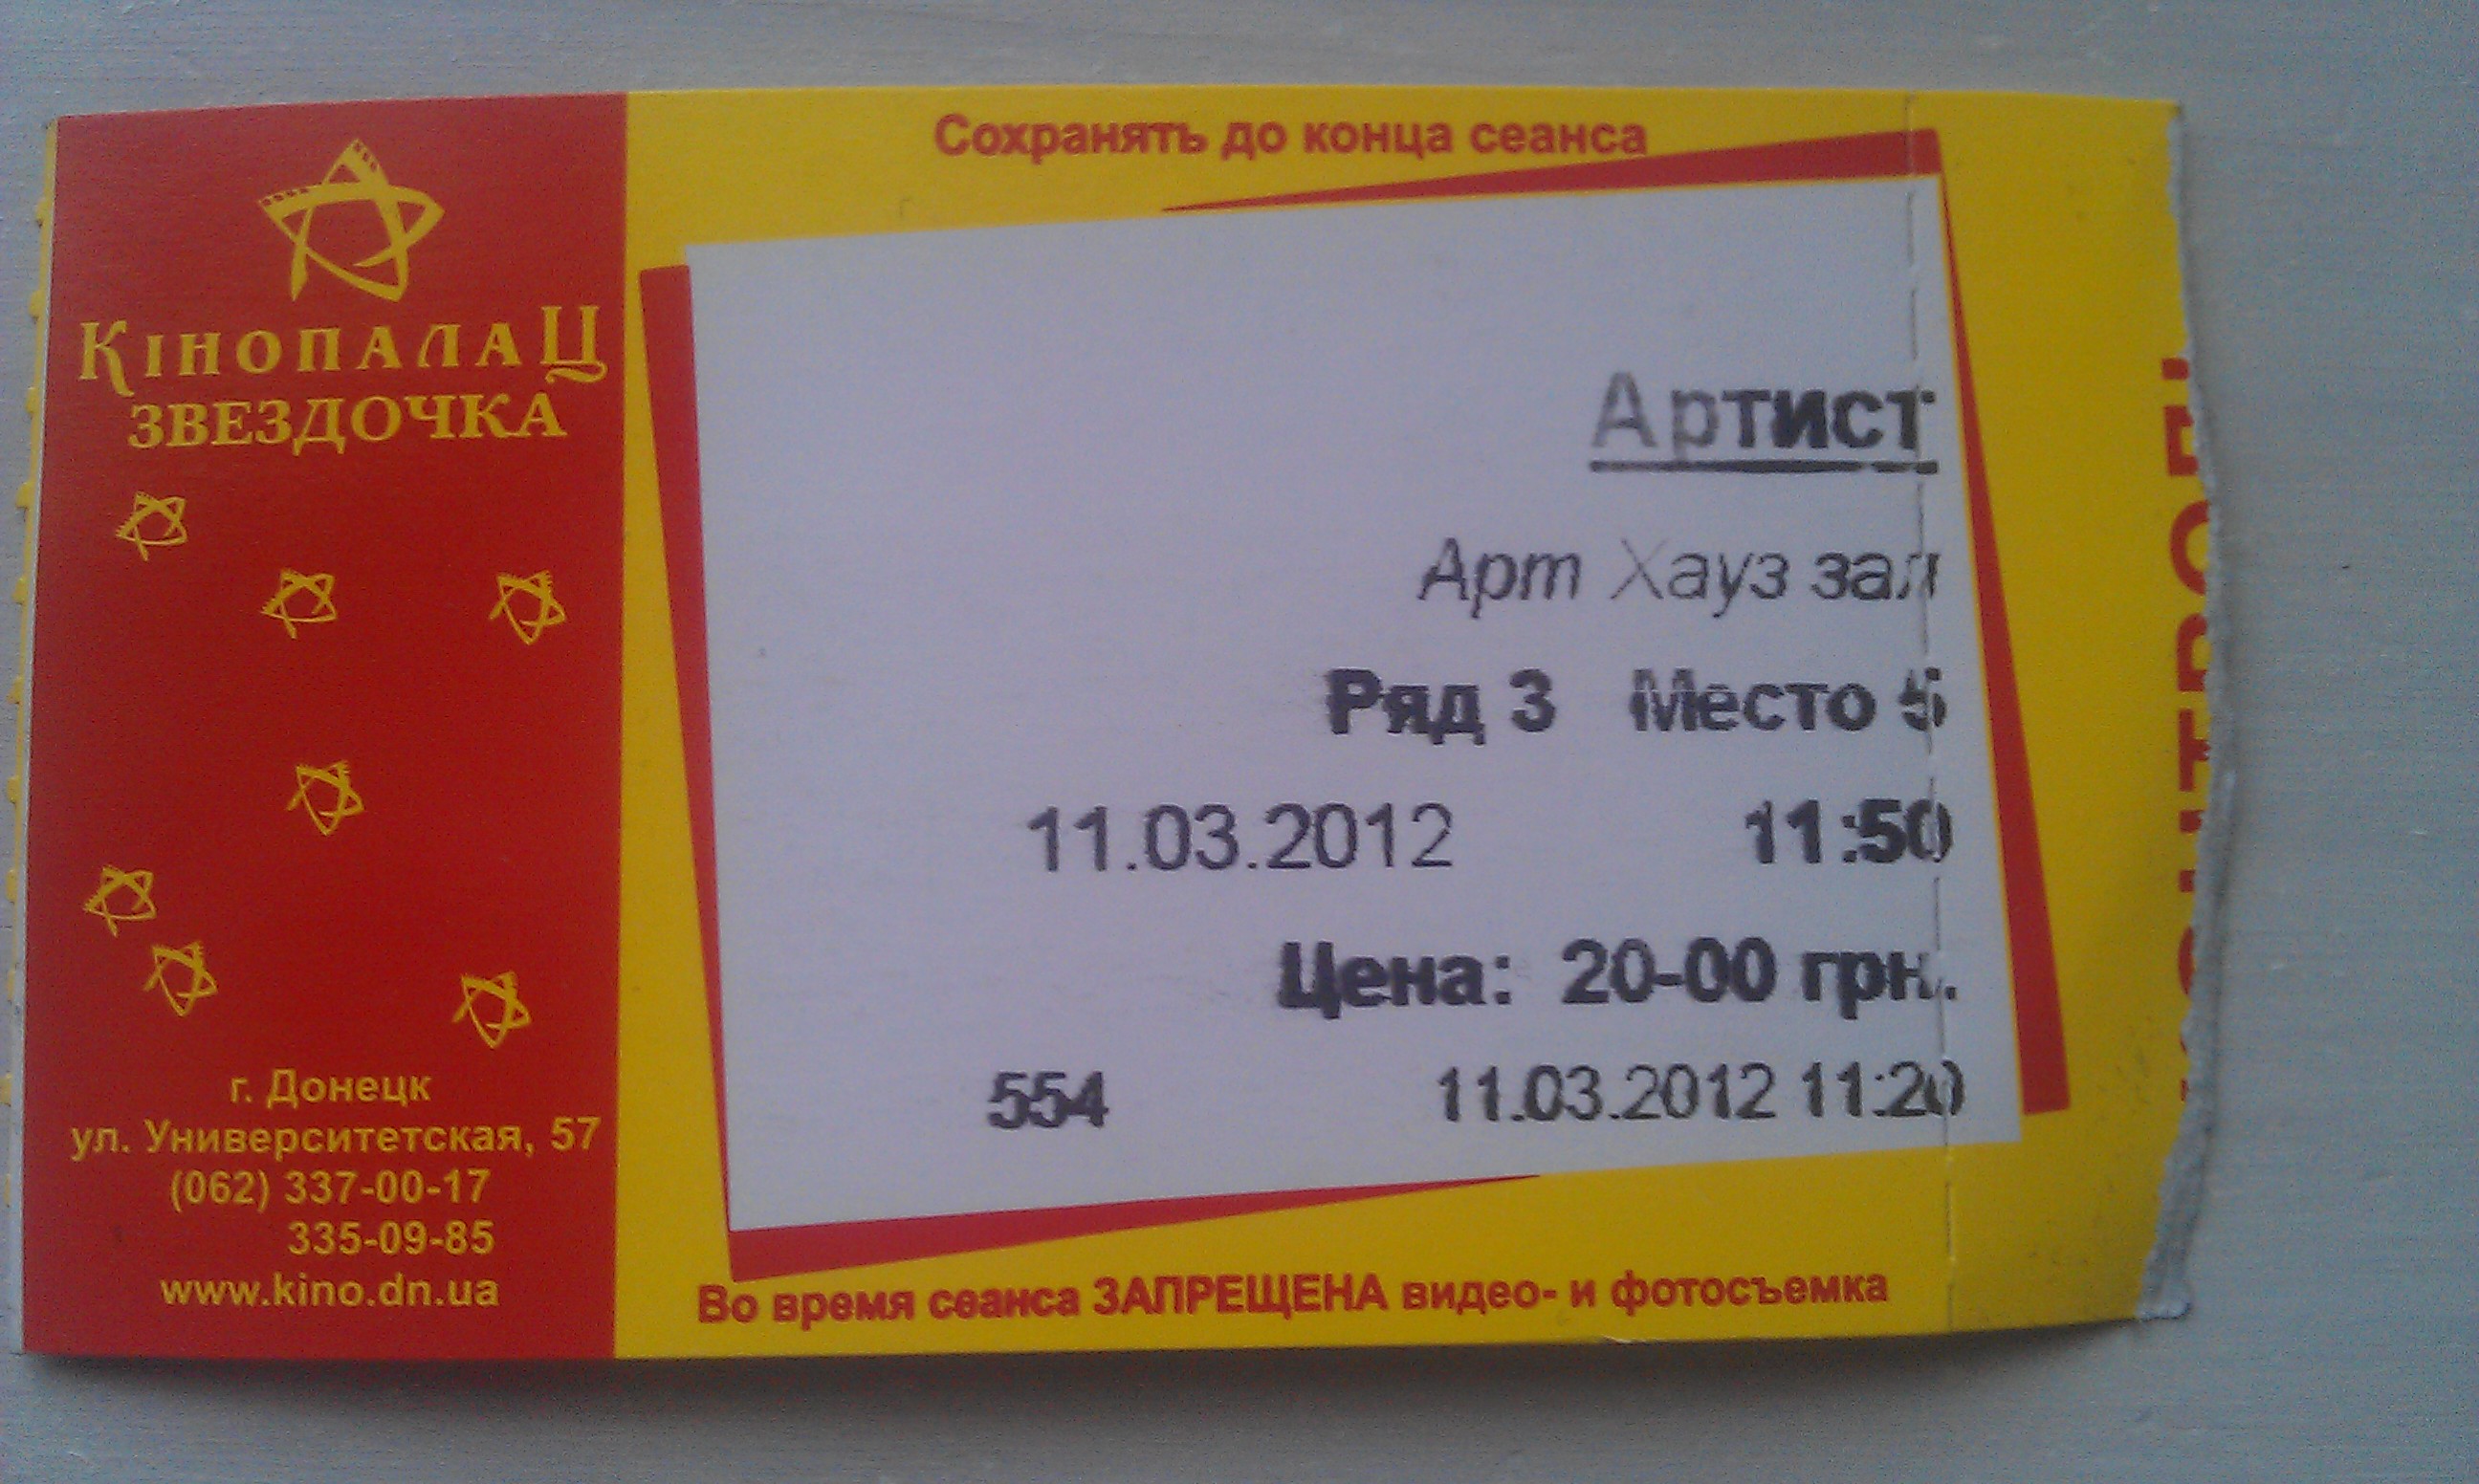 КІНОПАЛАЦ
ЗВЕЗДОЧКА
г. Донецк
ул. Университетская, 57
(062) 337-00-17
335-09-85
www.kino.dn.ua
Сохранять до конца сеанса
Артист
Арт Хауз зал
Ряд 3 Место 5
11.03.2012 11:50
Цена: 20-00 грн.
554 11.03.2012 11:20
Во время сеанса ЗАПРЕЩЕНА видео- и фотосъемка